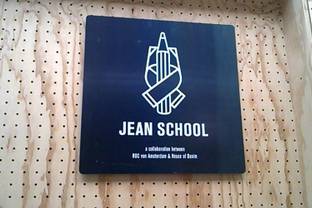 JEAN SCHOOL
a collaboration between
ROC van Amsterdam & House of Denim